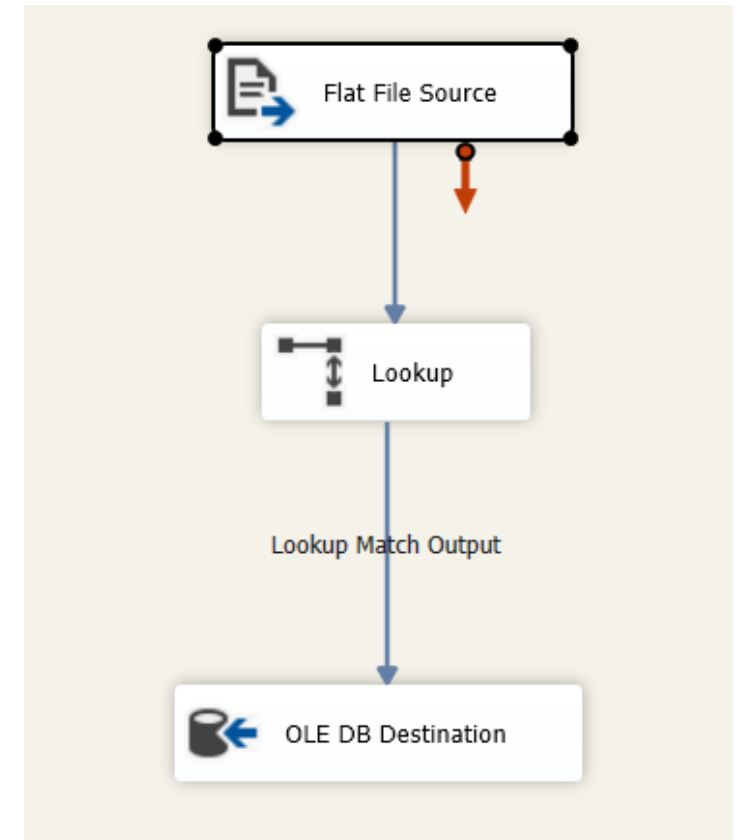 Flat File Source
Lookup
Lookup Match Output
OLE DB Destination